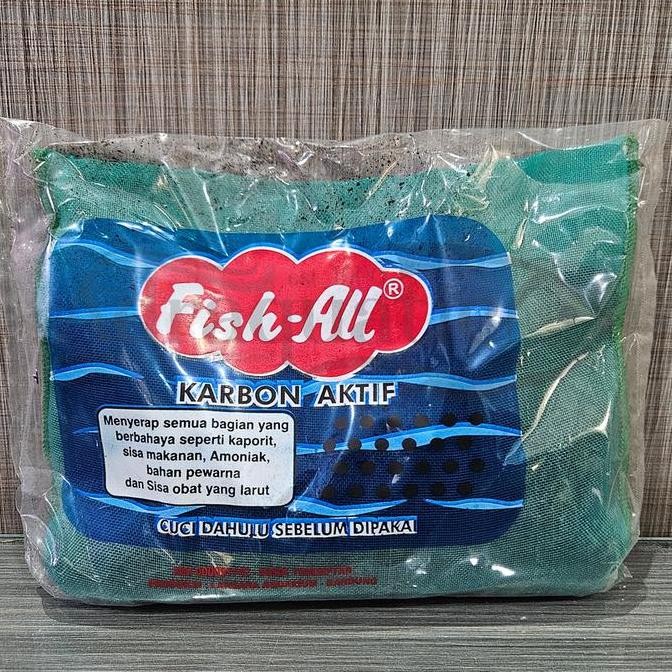 Fish-All ®
KARBON AKTIF
Menyerap semua bagian yang
berbahaya seperti kaporit,
sisa makanan, Amoniak,
bahan pewarna
dan Sisa obat yang larut
CUCI DAHULU SEBELUM DIPAKAI
BANDUNG